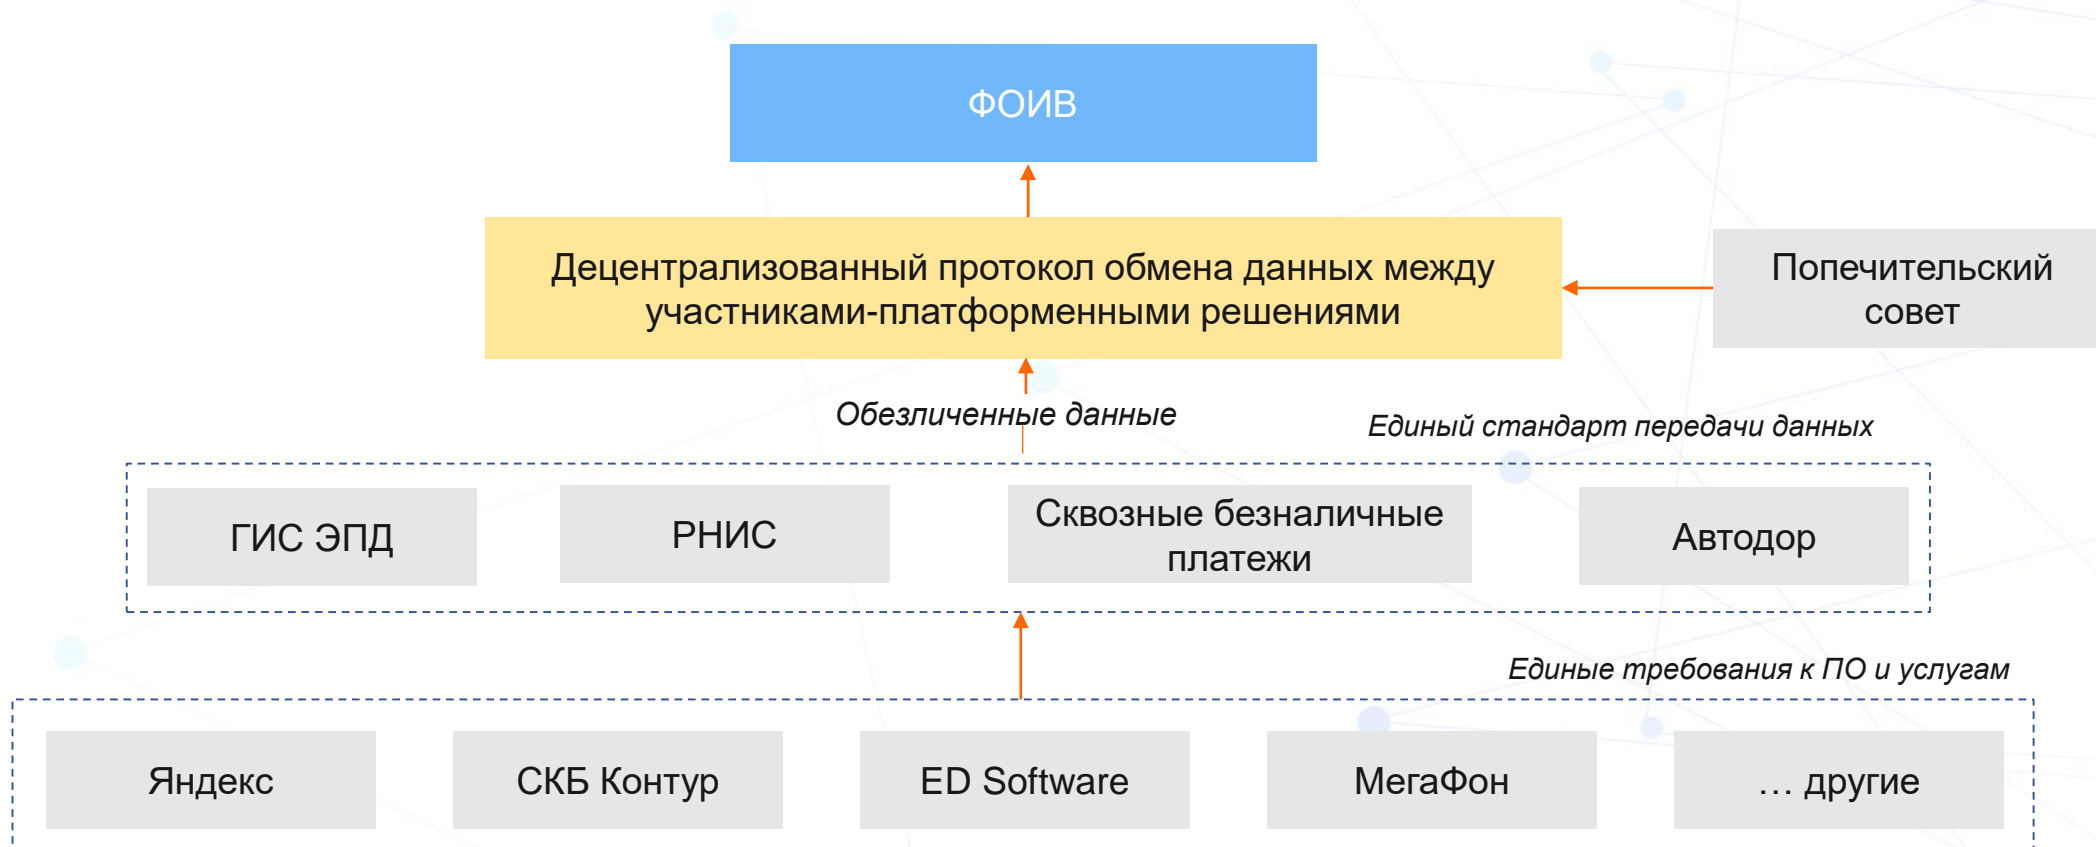 ФОИВ
Децентрализованный протокол обмена данных между
участниками-платформенными решениями
Попечительский
совет
Обезличенные данные
Единый стандарт передачи данных
ГИС ЭПД
РНИС
Сквозные безналичные
платежи
Автодор
Единые требования к ПО и услугам
Яндекс
СКБ Контур
ED Software
МегаФон
… другие